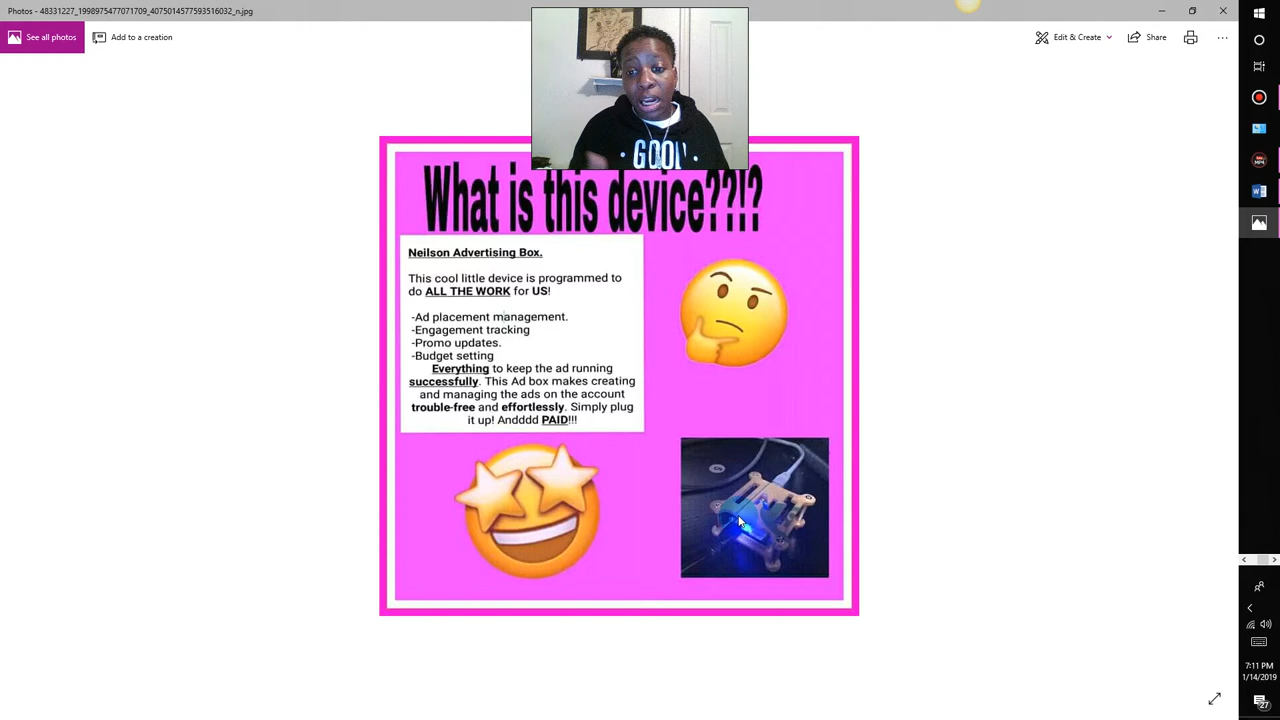 Photos - 48331227_1998975477071709_4075014577593516032_n.jpg
See all photos
Add to a creation
Edit & Create
Share
GOOD
What is this device??!?
Neilson Advertising Box.
This cool little device is programmed to
do ALL THE WORK for US!
-Ad placement management.
-Engagement tracking
-Promo updates.
-Budget setting
Everything to keep the ad running
successfully. This Ad box makes creating
and managing the ads on the account
trouble-free and effortlessly. Simply plug
it up! Andddd PAID!!!
7:11 PM
1/14/2019
27